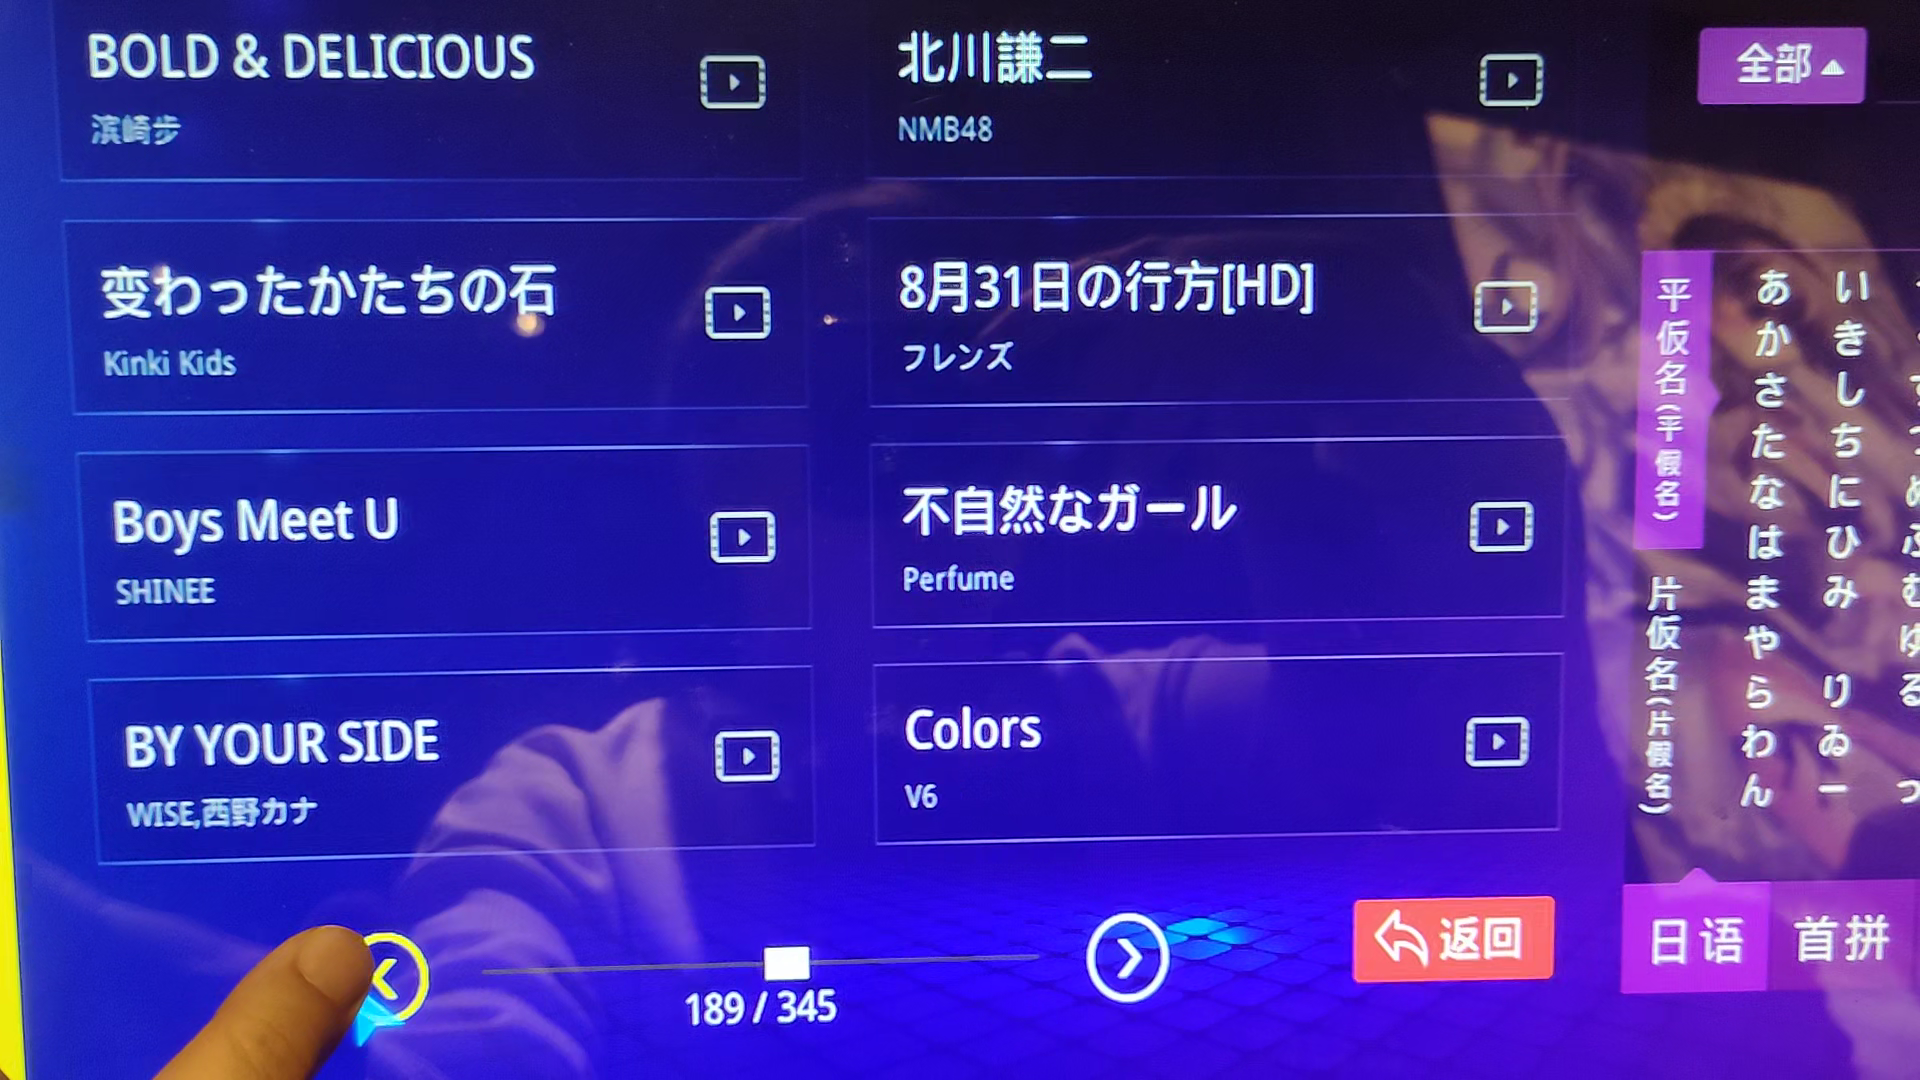 BOLD & DELICIOUS
滨崎步
北川謙二
NMB48
变わったかたちの石
Kinki Kids
8月31日の行方[HD]
フレンズ
Boys Meet U
SHINEE
不自然なガール
Perfume
BY YOUR SIDE
WISE,西野カナ
Colors
V6
189 / 345
返回
全部
平仮名(平假名)
片仮名(片假名)
あかさたなはまやらわん
いきしちにひみ りゐー
日语
首拼